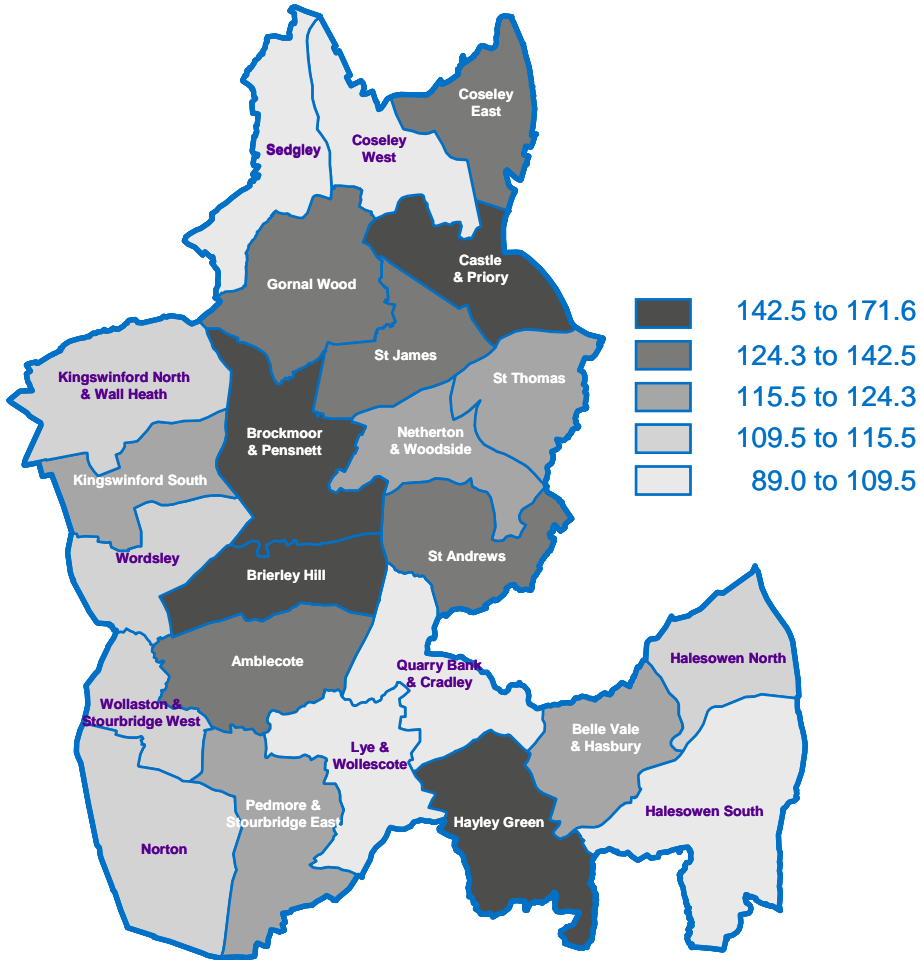 Coseley
East
Sedgley
Coseley
West
Castle
& Priory
Gornal Wood
142.5 to 171.6
St James
124.3 to 142.5
Kingswinford North
& Wall Heath
St Thomas
115.5 to 124.3
Brockmoor
& Pensnett
Netherton
& Woodside
109.5 to 115.5
Kingswinford South
89.0 to 109.5
Wordsley
St Andrews
Brierley Hill
Amblecote
Quarry Bank
& Cradley
Halesowen North
Wollaston &
Stourbridge West
Belle Vale
& Hasbury
Lye &
Wollescote
Pedmore &
Stourbridge East
Hayley Green
Halesowen South
Norton